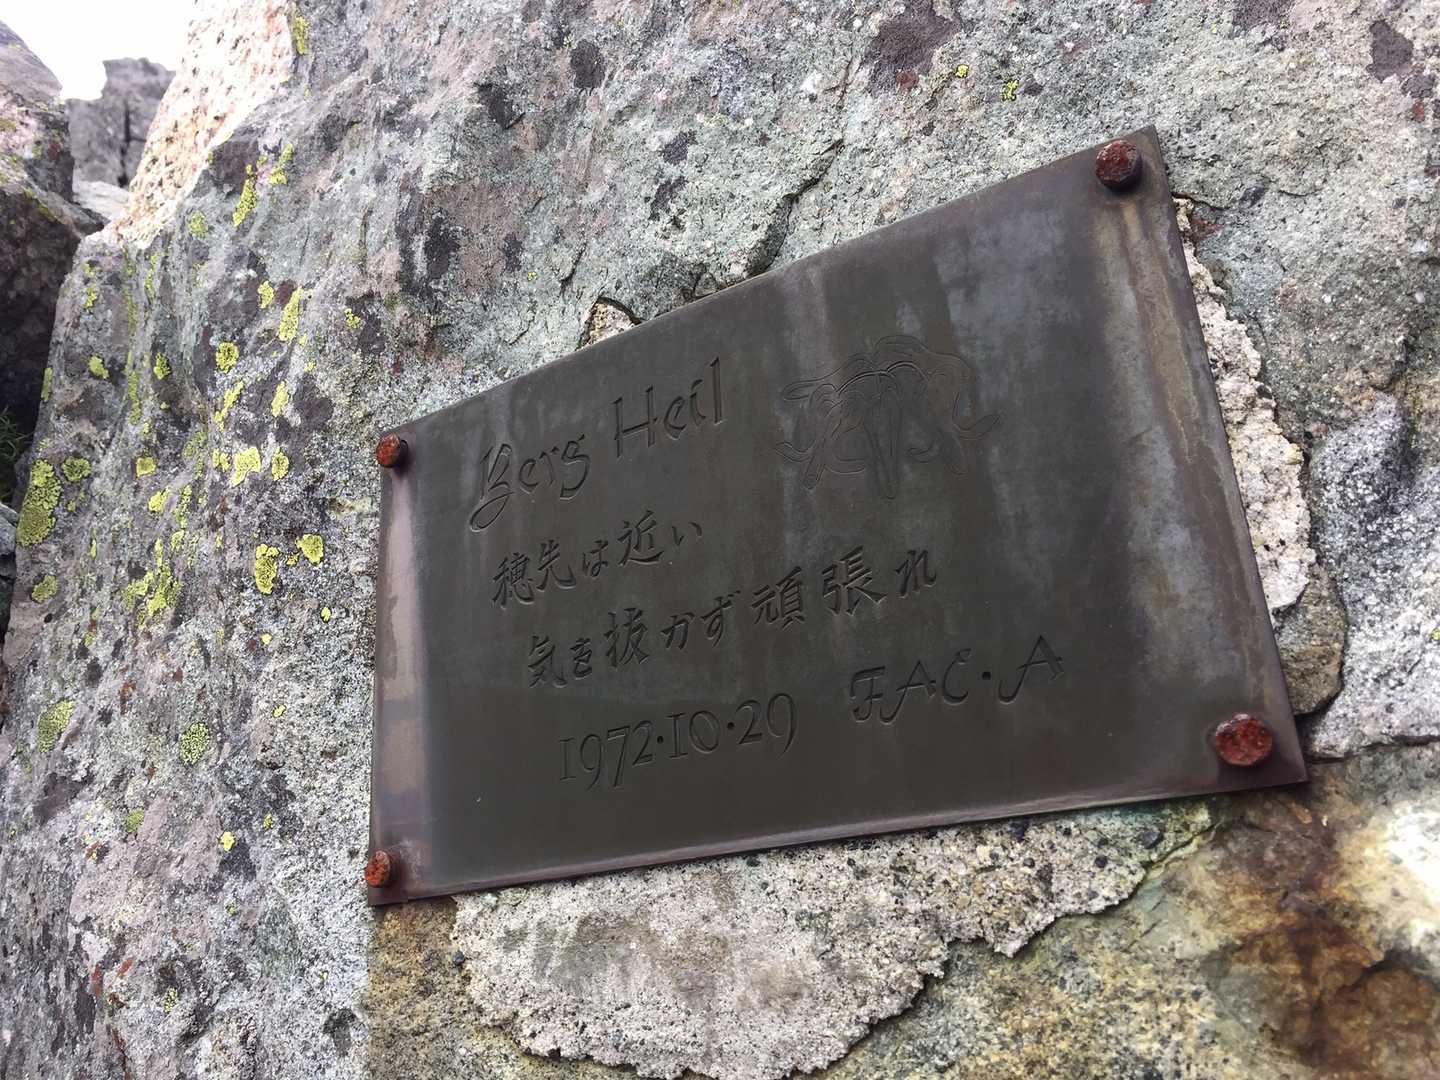 Berg Heil
穂先は近い
気を抜かず頑張れ
1972・10・29 FAC・A